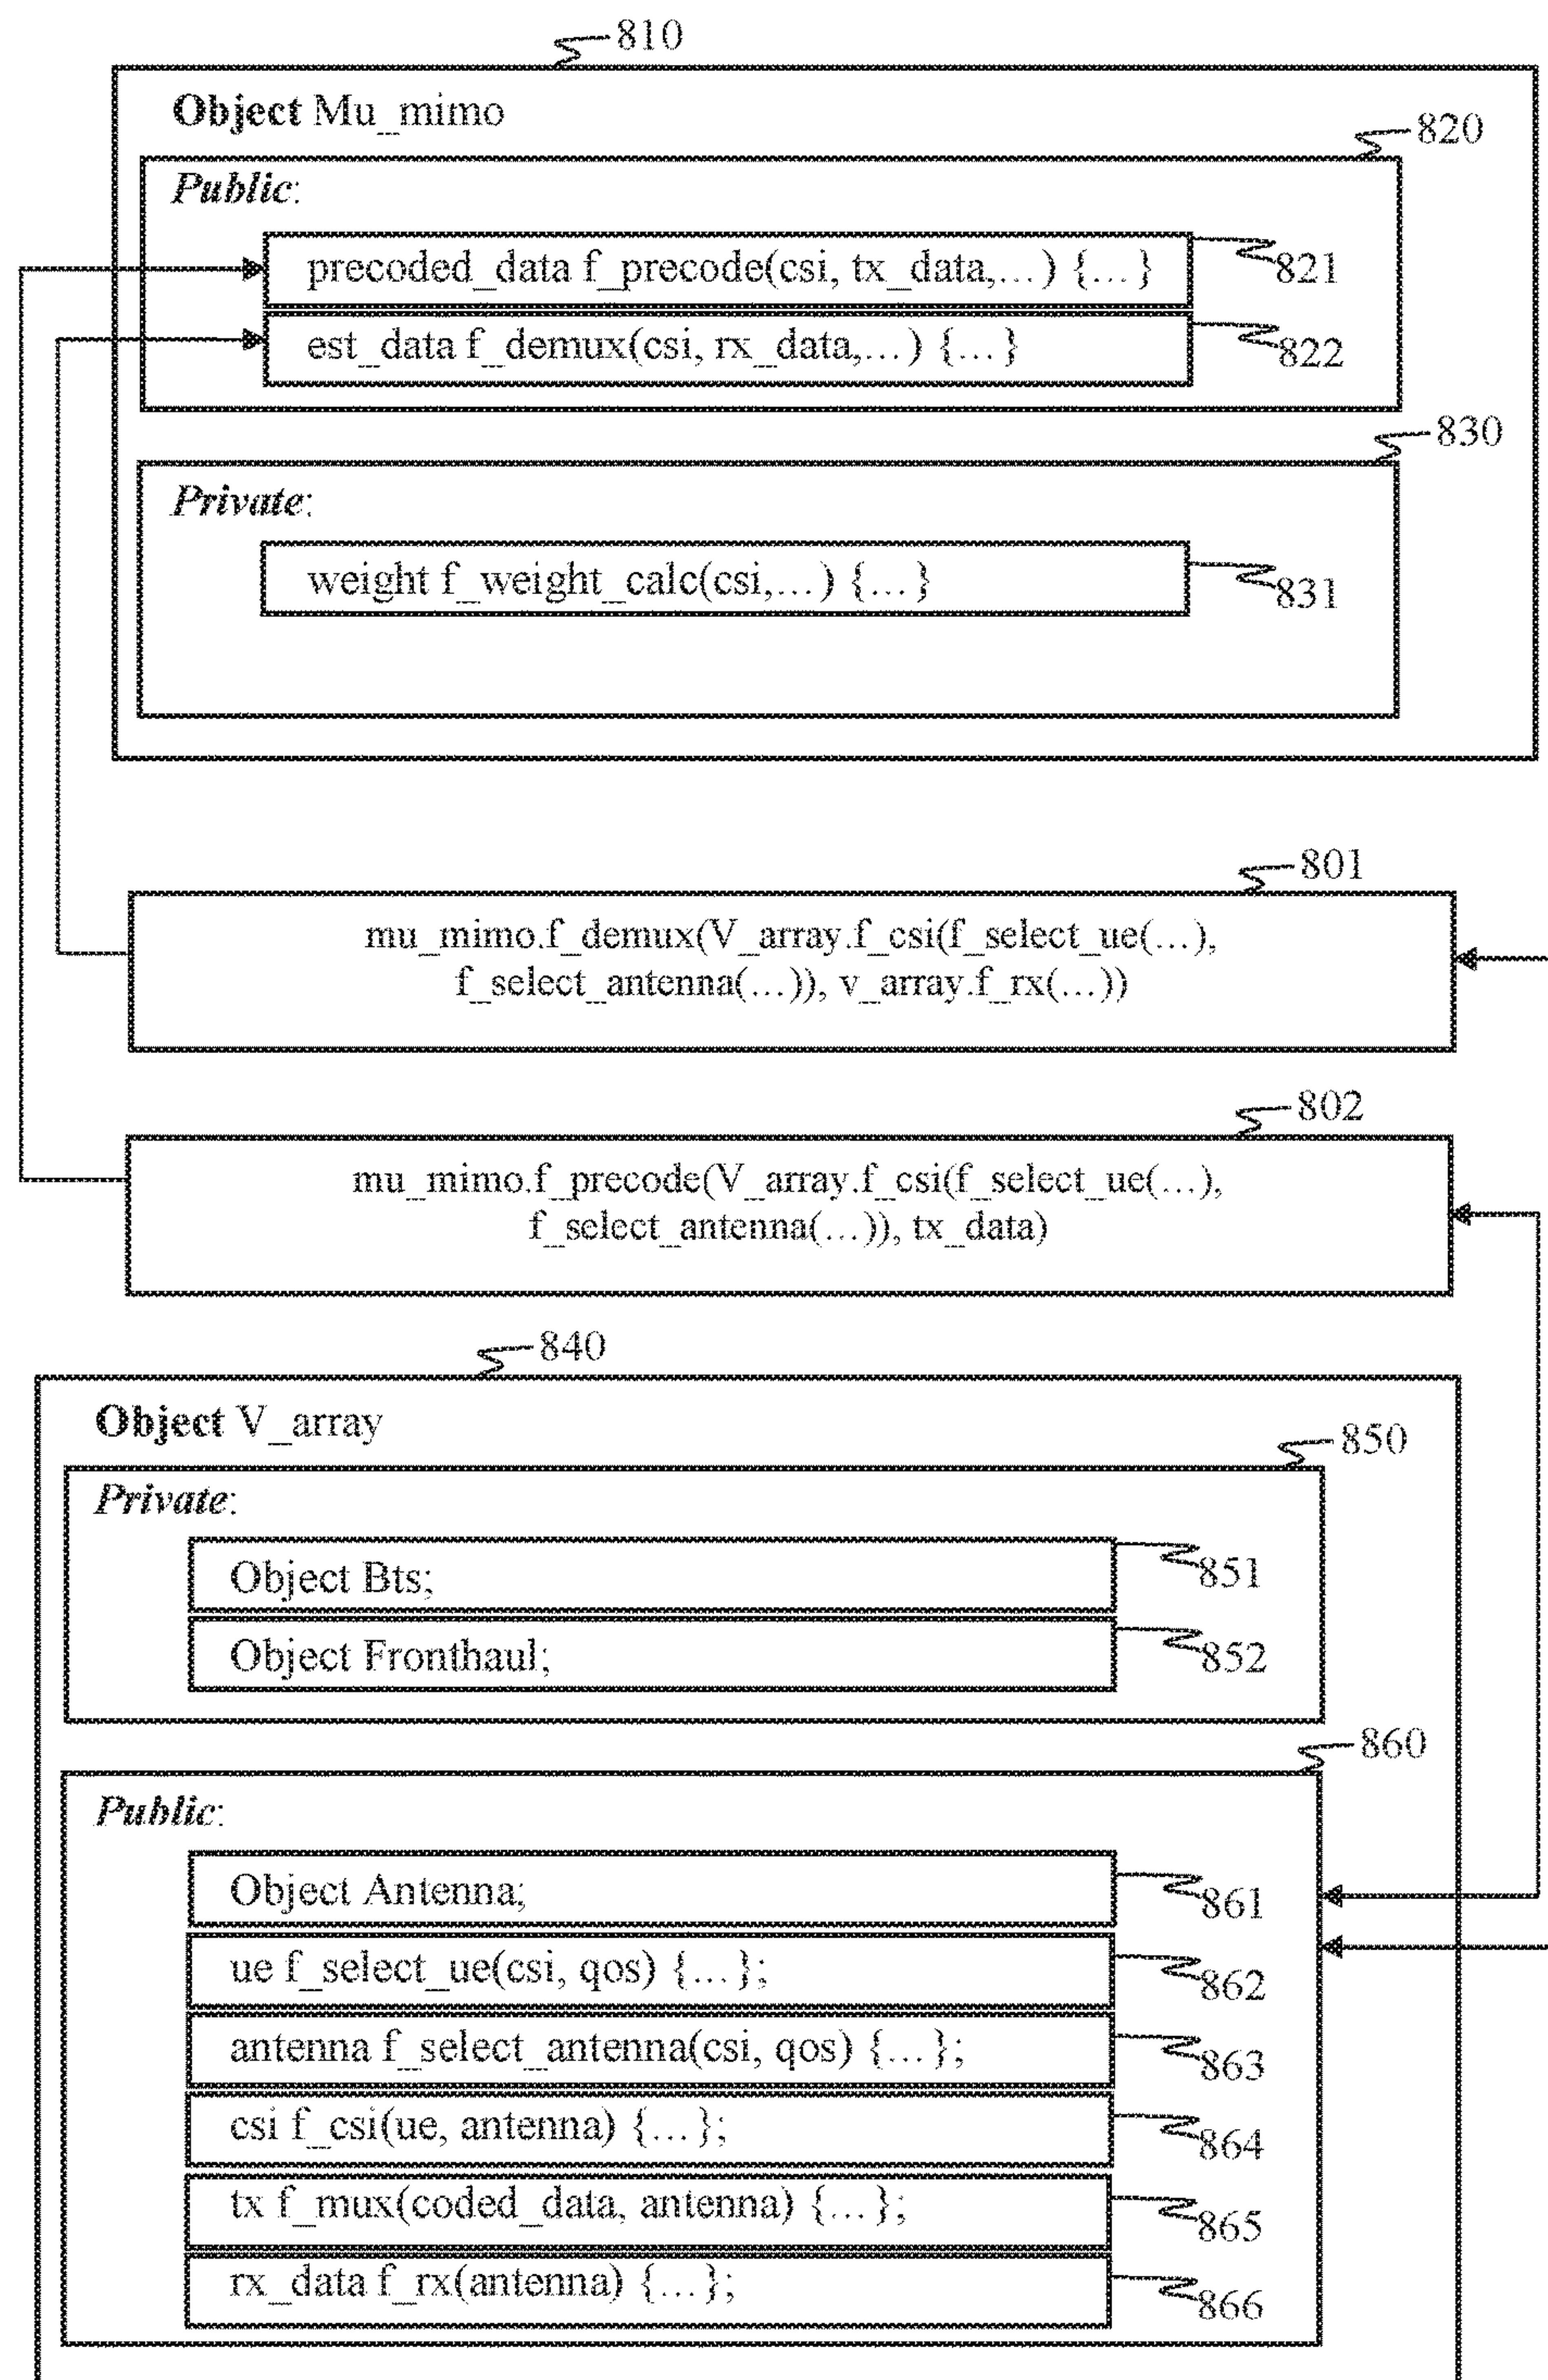 810
Object Mu_mimo
820
Public:
precoded_data f_precode(csi, tx_data,...) {...}
821
est_data f_demux(csi, rx_data,...) {...}
822
830
Private:
weight f_weight_calc(csi,...) {...}
831
801
mu_mimo.f_demux(V_array.f_csi(f_select_ue(...),
f_select_antenna(...)), v_array.f_rx(...))
802
mu_mimo.f_precode(V_array.f_csi(f_select_ue(...),
f_select_antenna(...)), tx_data)
840
Object V_array
850
Private:
Object Bts;
851
Object Fronthaul;
852
860
Public:
Object Antenna;
861
ue f_select_ue(csi, qos) {...};
862
antenna f_select_antenna(csi, qos) {...};
863
csi f_csi(ue, antenna) {...};
864
tx f_mux(coded_data, antenna) {...};
865
rx_data f_rx(antenna) {...};
866